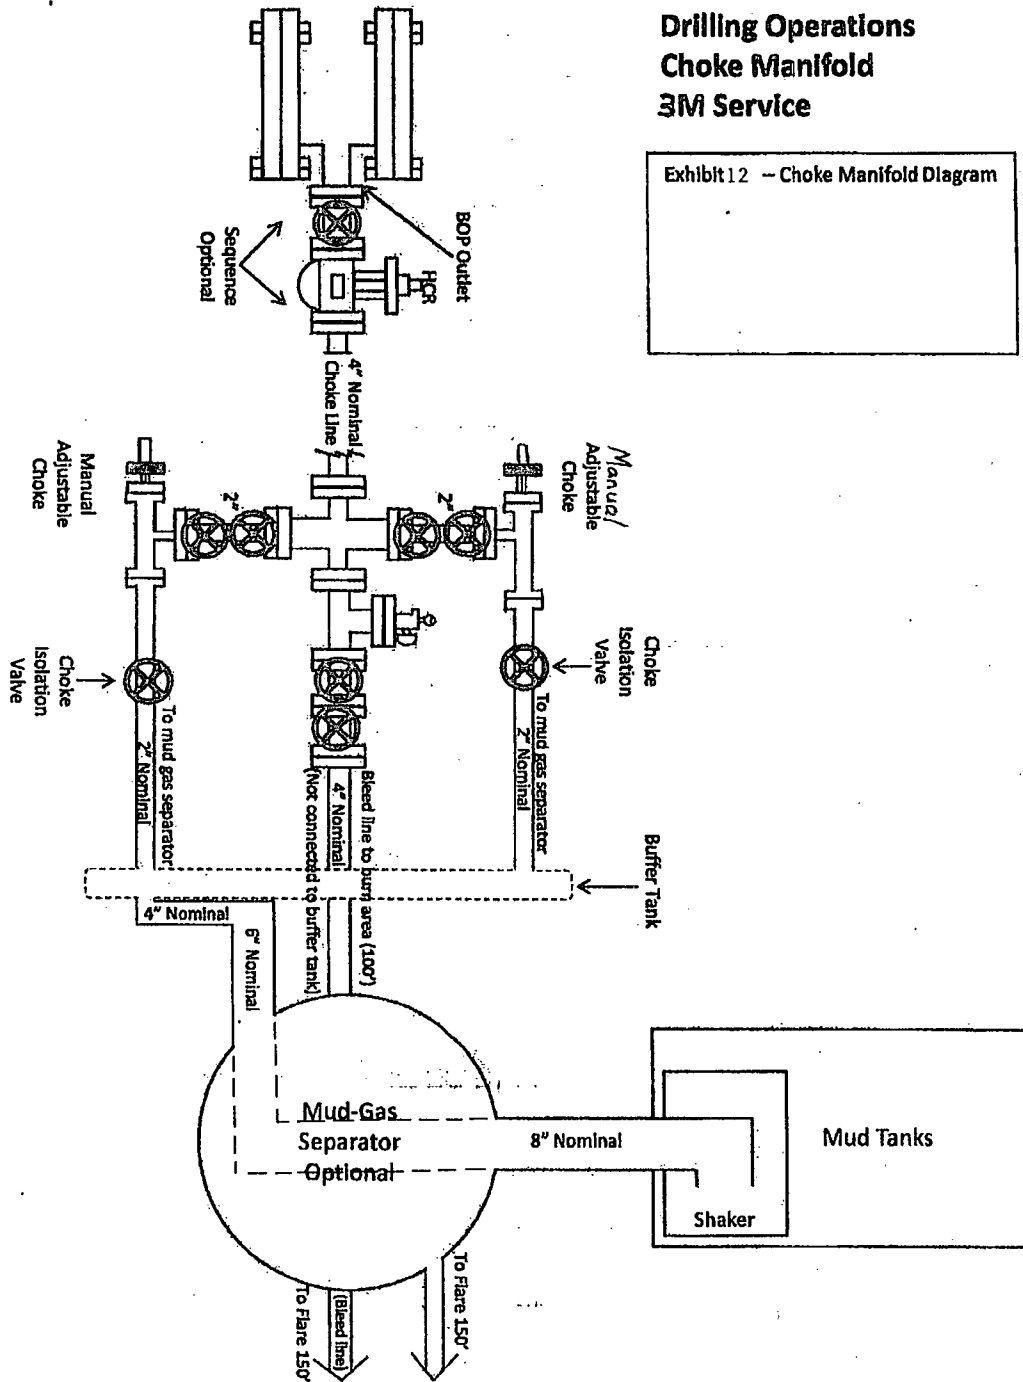 Drilling Operations
Choke Manifold
3M Service
Exhibit 12 – Choke Manifold Diagram
BOP Outlet
Sequence
Optional
HCR
4" Nominal
Choke Line
Manual
Adjustable
Choke
2"
2"
Manual
Adjustable
Choke
Choke
Isolation
Valve
Choke
Isolation
Valve
To mud gas separator
2" Nominal
Bleed line to burn area (100')
4" Nominal
(Not connected to buffer tank)
To mud gas separator
2" Nominal
Buffer Tank
4" Nominal
6" Nominal
Mud-Gas
Separator
Optional
8" Nominal
Mud Tanks
Shaker
To Flare 150'
(Bleed line)
To Flare 150'